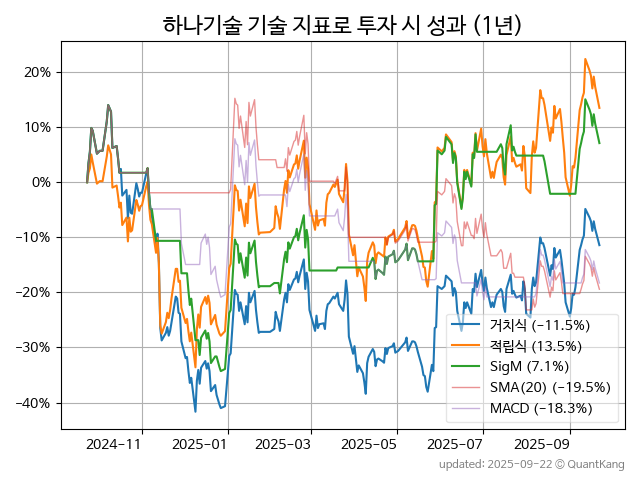 하나기술 기술 지표로 투자 시 성과 (1년)
20%
10%
0%
−10%
−20%
−30%
−40%
2024-11
2025-01
2025-03
2025-05
2025-07
2025-09
거치식 (−11.5%)
적립식 (13.5%)
SigM (7.1%)
SMA(20) (−19.5%)
MACD (−18.3%)
updated: 2025-09-22 © QuantKang